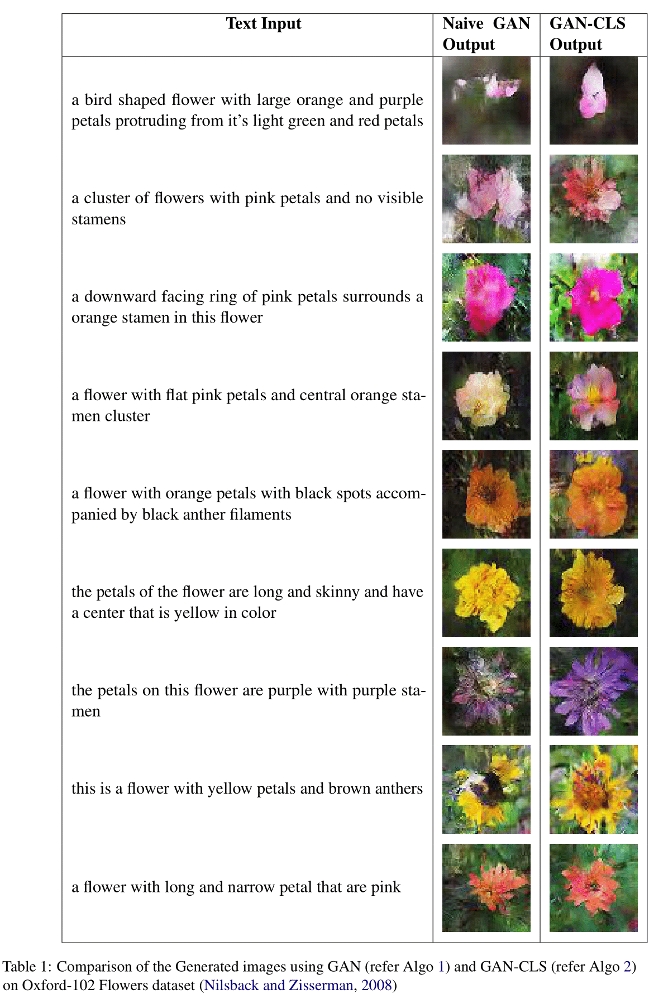 Text Input
Naive GAN
Output
GAN-CLS
Output
a bird shaped flower with large orange and purple
petals protruding from it's light green and red petals
a cluster of flowers with pink petals and no visible
stamens
a downward facing ring of pink petals surrounds a
orange stamen in this flower
a flower with flat pink petals and central orange sta-
men cluster
a flower with orange petals with black spots accom-
panied by black anther filaments
the petals of the flower are long and skinny and have
a center that is yellow in color
the petals on this flower are purple with purple sta-
men
this is a flower with yellow petals and brown anthers
a flower with long and narrow petal that are pink
Table 1: Comparison of the Generated images using GAN (refer Algo 1) and GAN-CLS (refer Algo 2)
on Oxford-102 Flowers dataset (Nilsback and Zisserman, 2008)